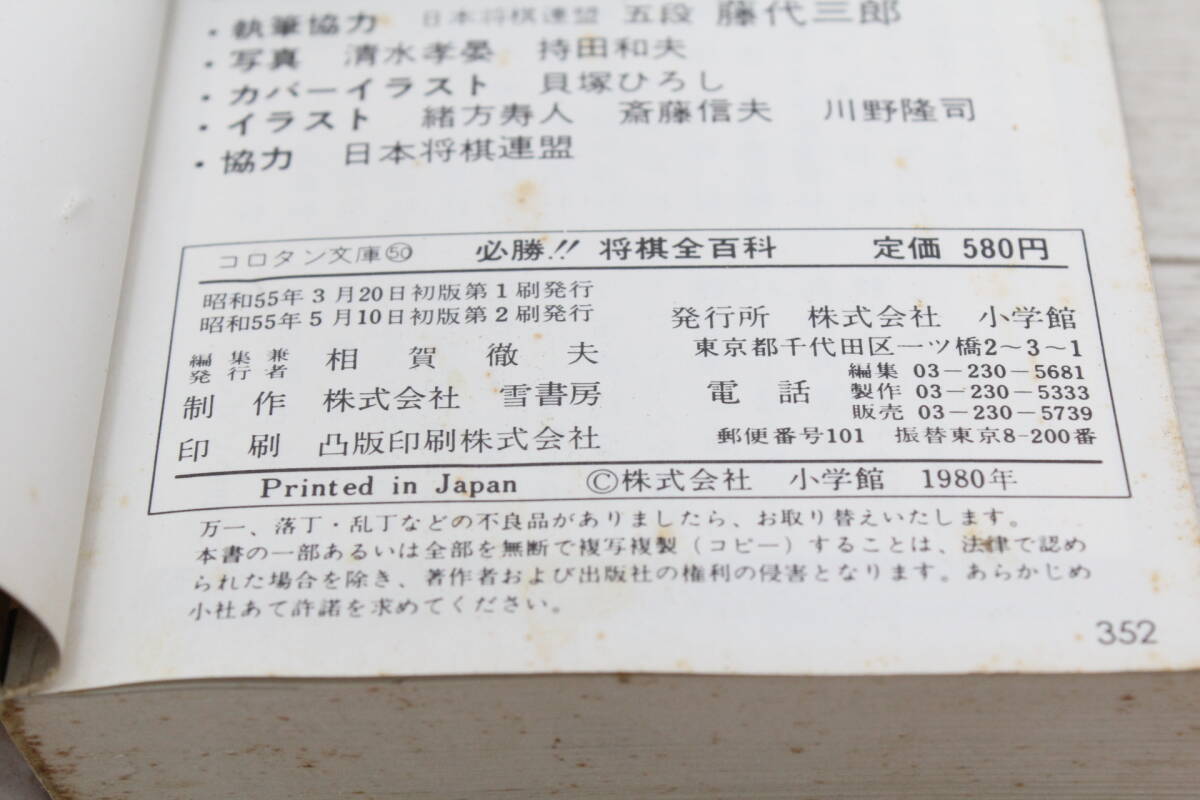 ・執筆協力　日本将棋連盟　五段　藤代三郎
・写真　清水孝晏　持田和夫
・カバーイラスト　貝塚ひろし
・イラスト　緒方寿人　斎藤信夫　川野隆司
・協力　日本将棋連盟
コロタン文庫㊿　必勝!!　将棋全百科　定価 580円
昭和55年 3月20日初版第1刷発行
昭和55年 5月10日初版第2刷発行
編集兼
発行者　相賀徹夫
制作　株式会社　雪書房
印刷　凸版印刷株式会社
発行所　株式会社　小学館
東京都千代田区一ツ橋2〜3〜1
電話　編集 03-230-5681
製作 03-230-5333
販売 03-230-5739
郵便番号101　振替東京8-200番
Printed in Japan　©株式会社　小学館　1980年
万一、落丁・乱丁などの不良品がありましたら、お取り替えいたします。
本書の一部あるいは全部を無断で複写複製（コピー）することは、法律で認め
られた場合を除き、著作者および出版社の権利の侵害となります。あらかじめ
小社あて許諾を求めてください。
352